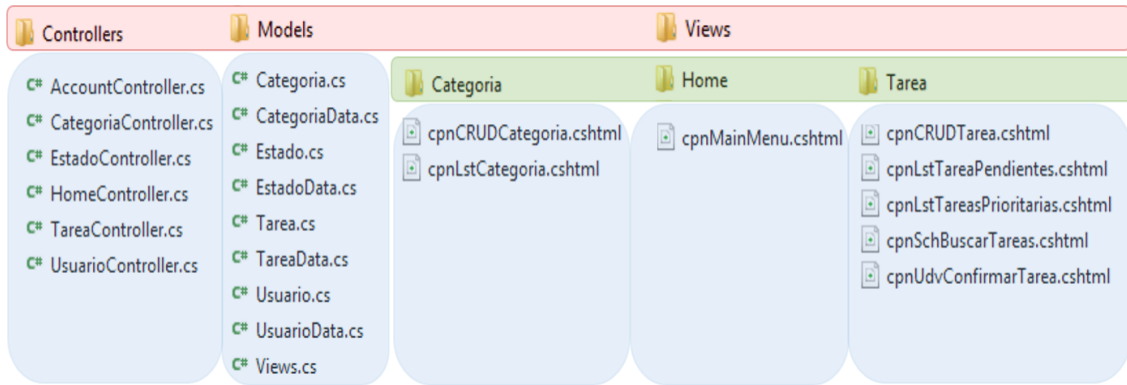 Controllers
Models
Views
C# AccountController.cs
C# CategoriaController.cs
C# EstadoController.cs
C# HomeController.cs
C# TareaController.cs
C# UsuarioController.cs
C# Categoria.cs
C# CategoriaData.cs
C# Estado.cs
C# EstadoData.cs
C# Tarea.cs
C# TareaData.cs
C# Usuario.cs
C# UsuarioData.cs
C# Views.cs
Categoria
cpnCRUDCategoria.cshtml
cpnLstCategoria.cshtml
Home
cpnMainMenu.cshtml
Tarea
cpnCRUDTarea.cshtml
cpnLstTareaPendientes.cshtml
cpnLstTareasPrioritarias.cshtml
cpnSchBuscarTareas.cshtml
cpnUdvConfirmarTarea.cshtml